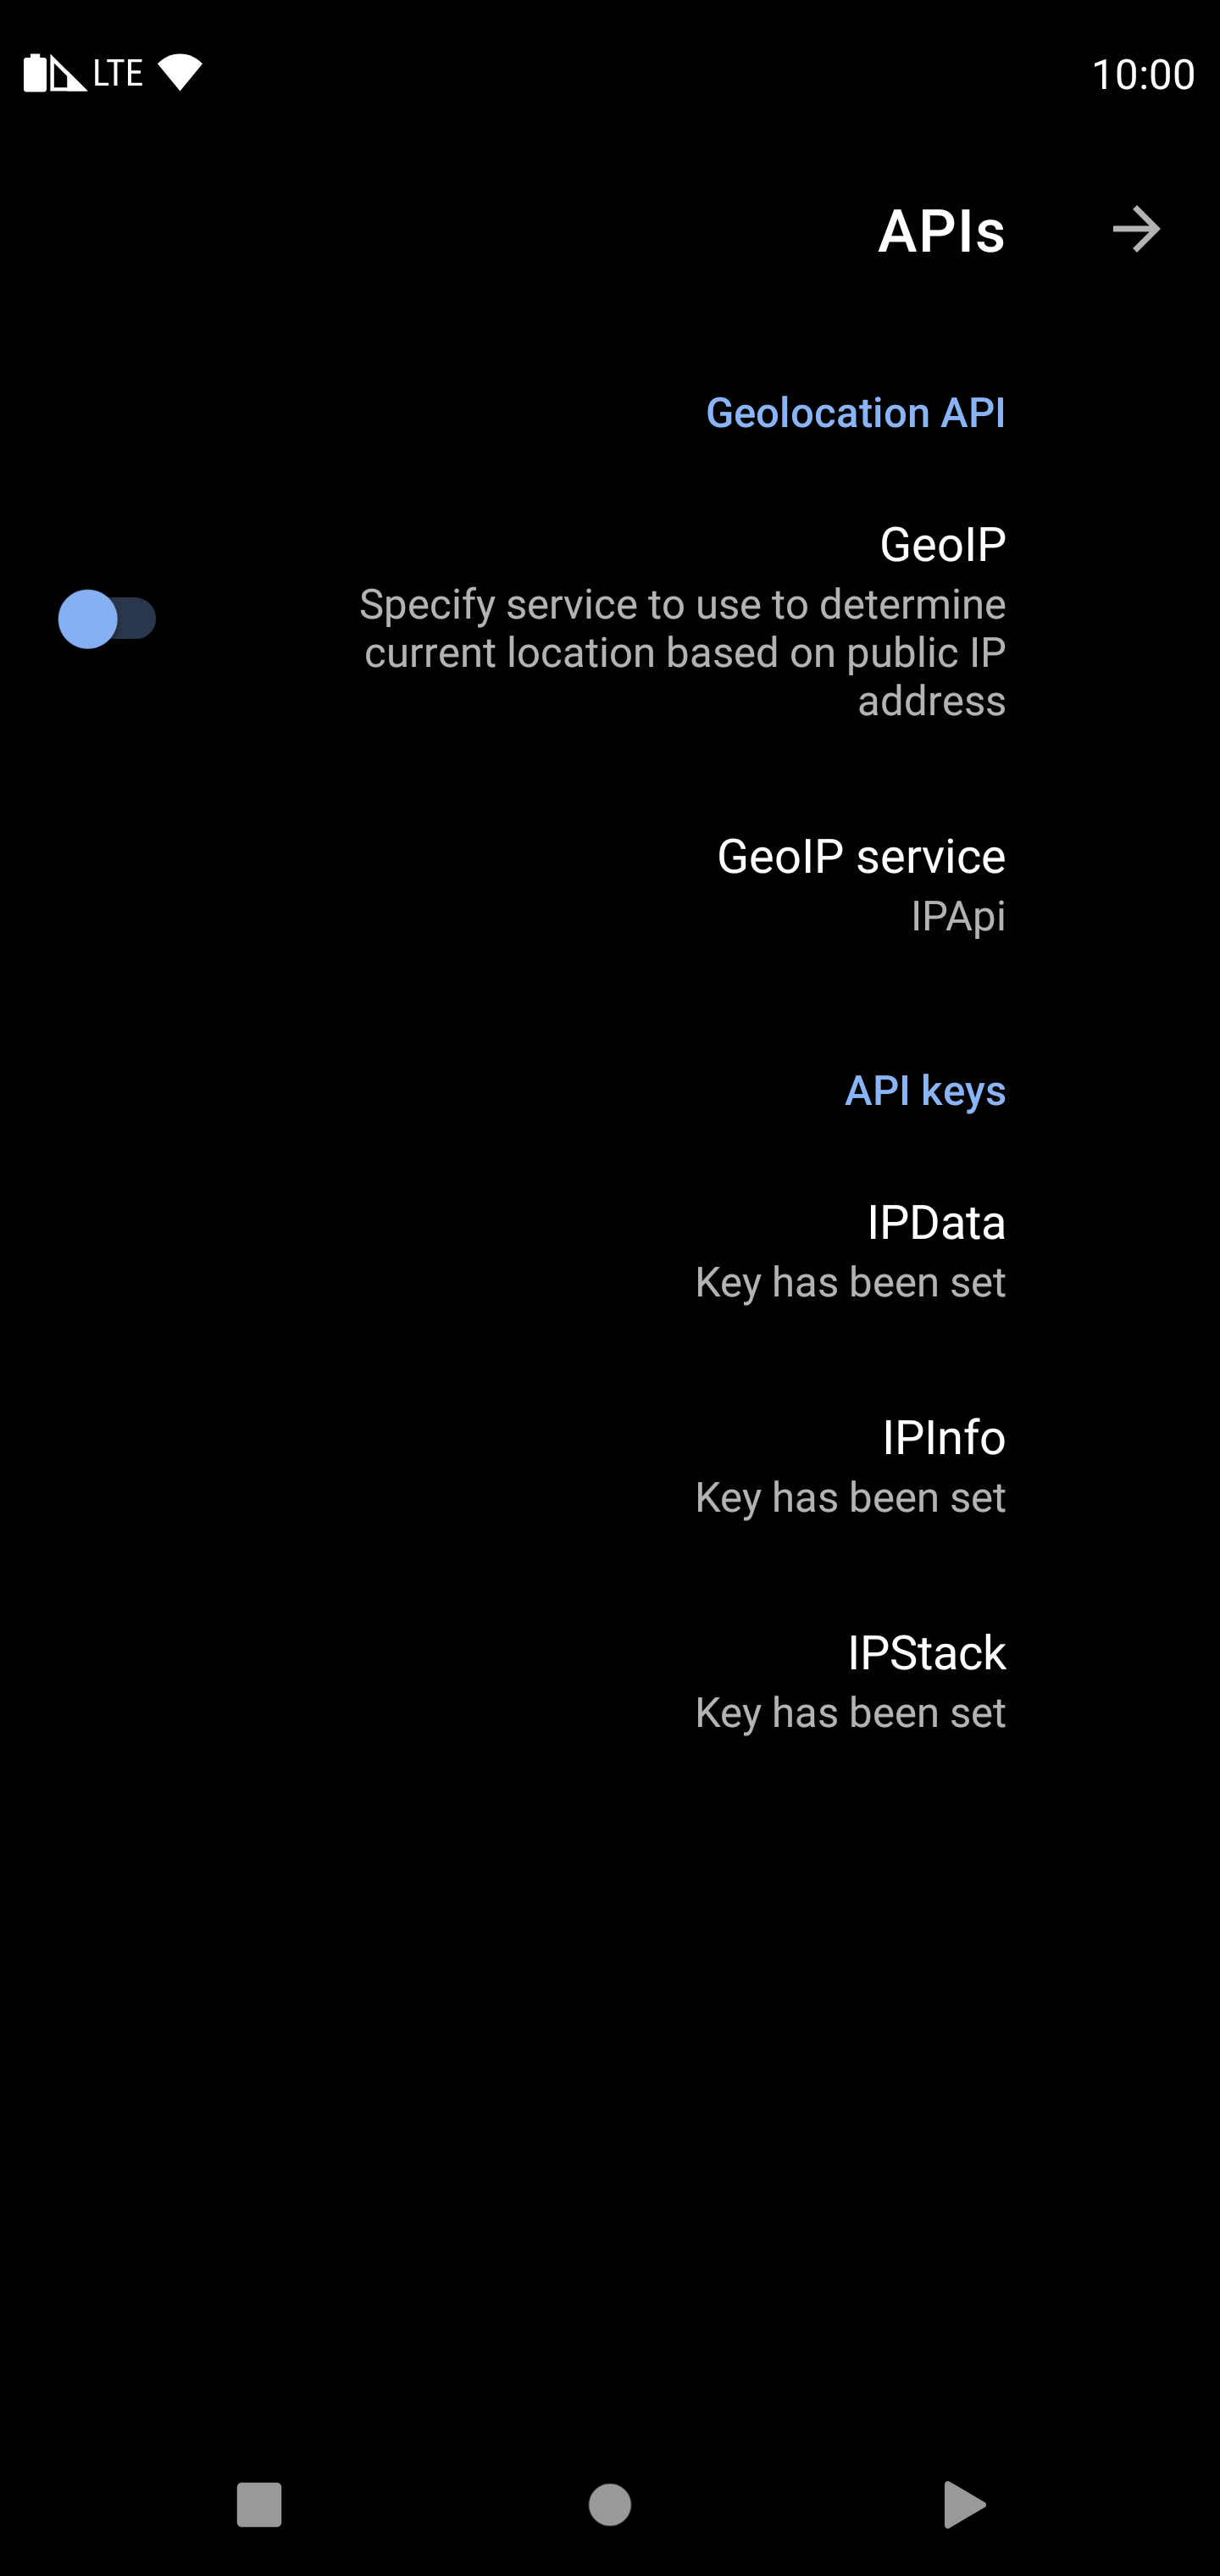 LTE
10:00
APIs
Geolocation API
GeoIP
Specify service to use to determine
current location based on public IP
address
GeoIP service
IPApi
API keys
IPData
Key has been set
IPInfo
Key has been set
IPStack
Key has been set